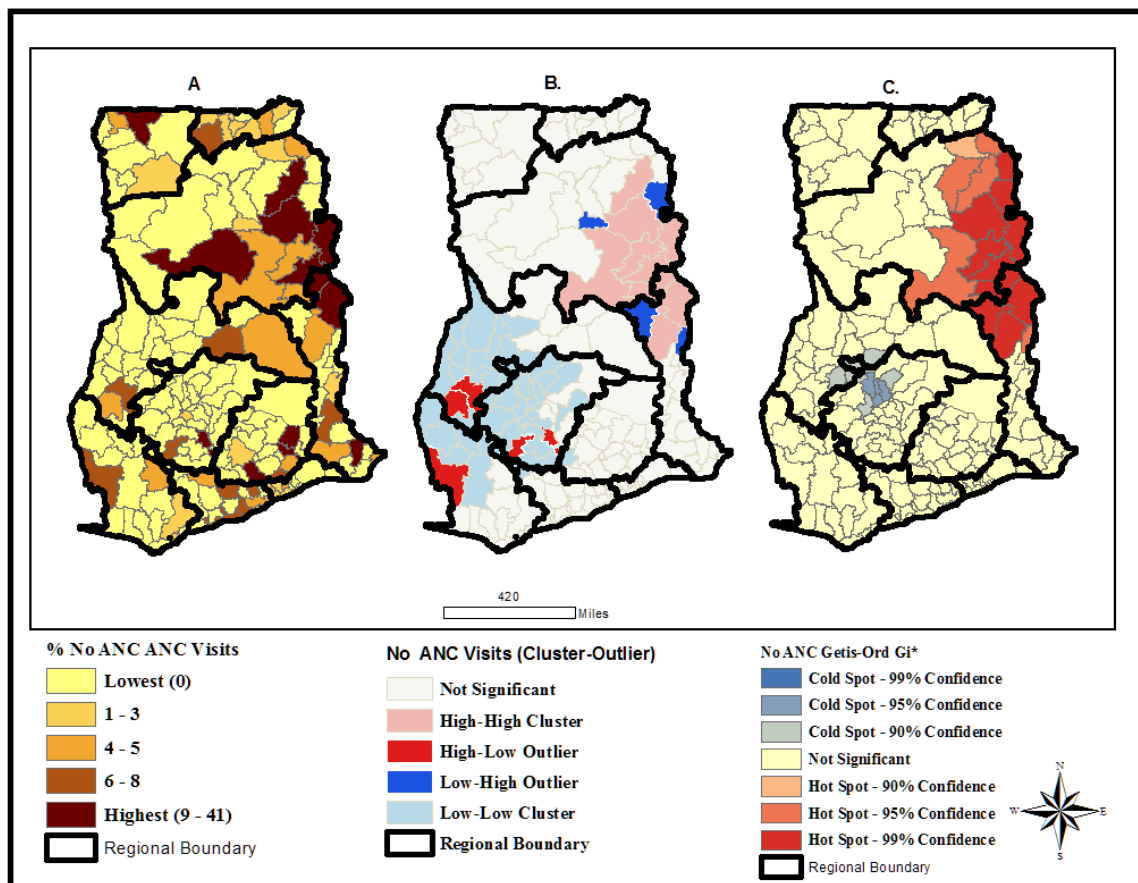 A
B.
C.
420
Miles
% No ANC ANC Visits
Lowest (0)
1 - 3
4 - 5
6 - 8
Highest (9 - 41)
Regional Boundary
No ANC Visits (Cluster-Outlier)
Not Significant
High-High Cluster
High-Low Outlier
Low-High Outlier
Low-Low Cluster
Regional Boundary
No ANC Getis-Ord Gi*
Cold Spot - 99% Confidence
Cold Spot - 95% Confidence
Cold Spot - 90% Confidence
Not Significant
Hot Spot - 90% Confidence
Hot Spot - 95% Confidence
Hot Spot - 99% Confidence
Regional Boundary
N
W
E
S